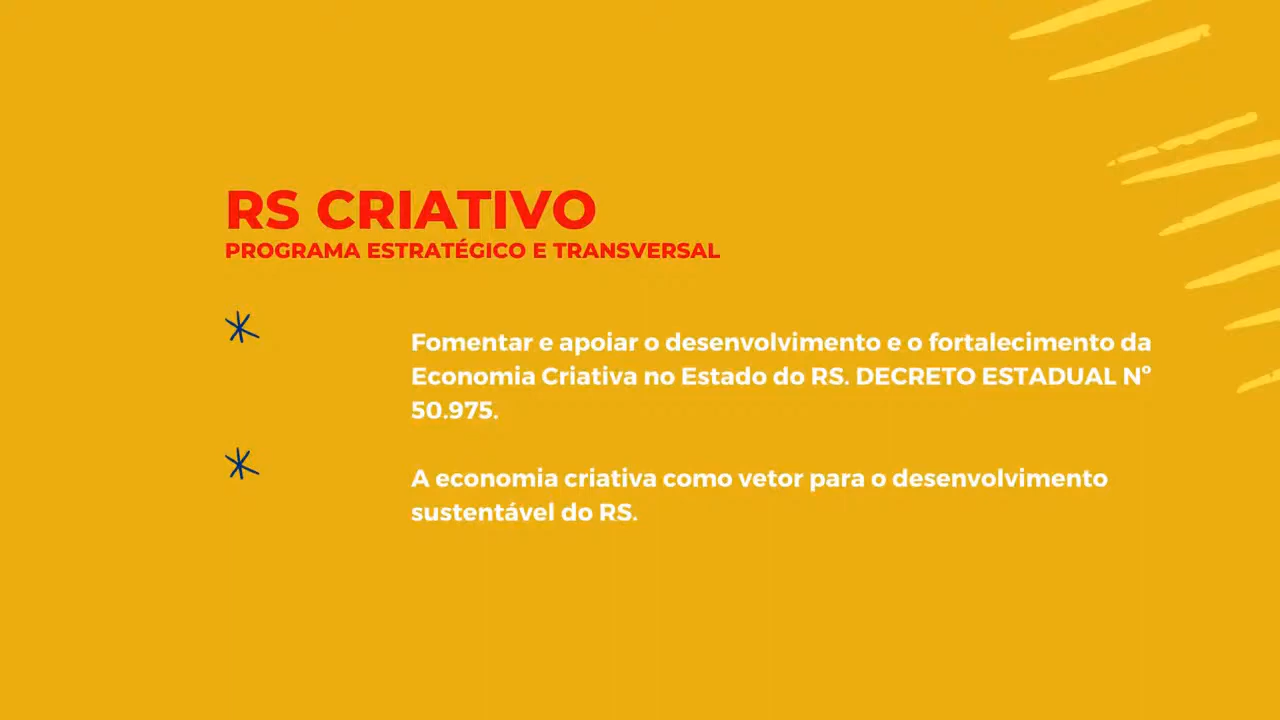 RS CRIATIVO
PROGRAMA ESTRATÉGICO E TRANSVERSAL
Fomentar e apoiar o desenvolvimento e o fortalecimento da
Economia Criativa no Estado do RS. DECRETO ESTADUAL Nº
50.975.
A economia criativa como vetor para o desenvolvimento
sustentável do RS.